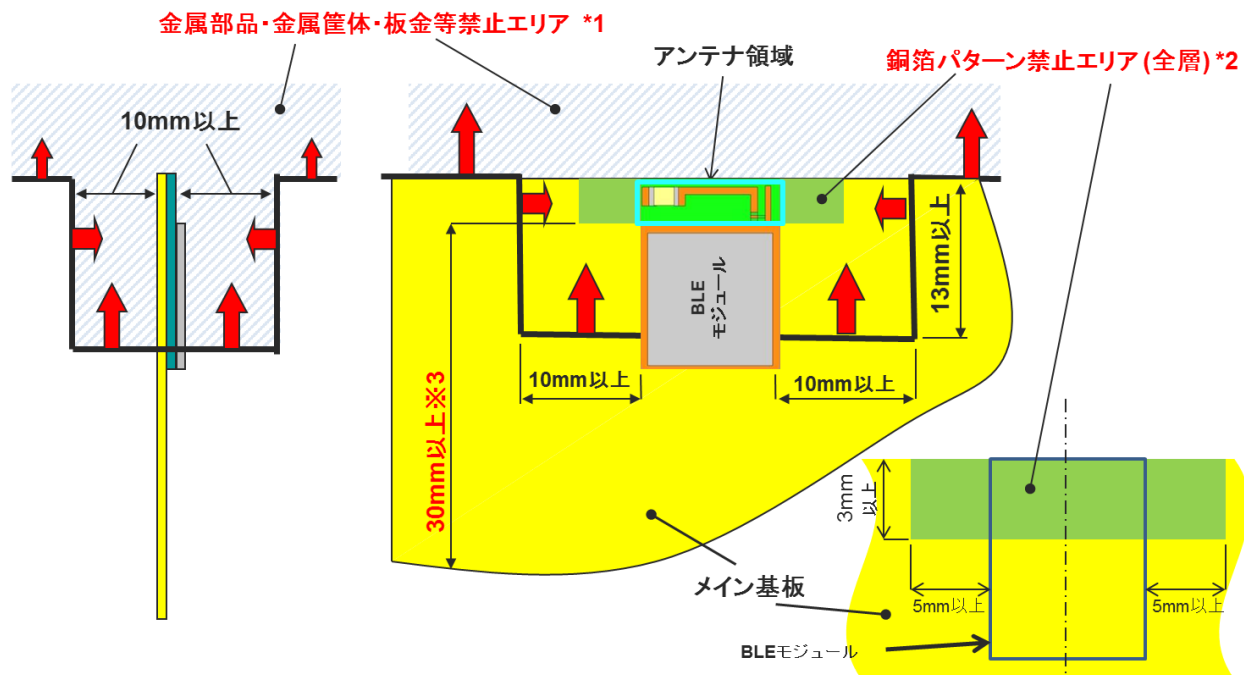 金属部品・金属筐体・板金等禁止エリア *1
アンテナ領域
銅箔パターン禁止エリア(全層)*2
10mm以上
13mm以上
BLE
モジュール
10mm以上
10mm以上
30mm以上※3
3mm
以上
メイン基板
5mm以上
5mm以上
BLEモジュール